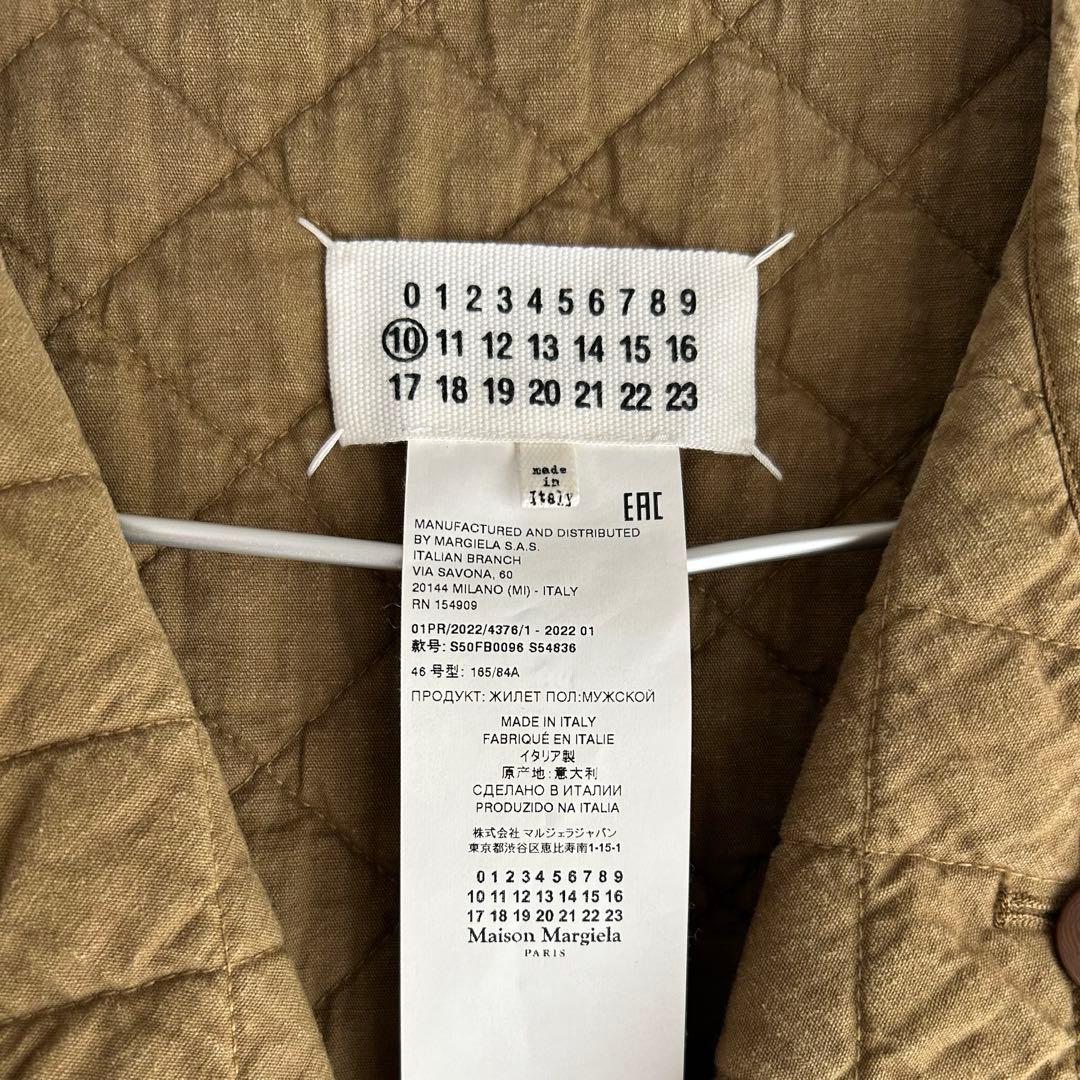 0 1 2 3 4 5 6 7 8 9
10 11 12 13 14 15 16
17 18 19 20 21 22 23
made
in
Italy
EAC
MANUFACTURED AND DISTRIBUTED
BY MARGIELA S.A.S.
ITALIAN BRANCH
VIA SAVONA, 60
20144 MILANO (MI) - ITALY
RN 154909
01PR/2022/4376/1 - 2022 01
款号: S50FB0096 S54836
46 号型: 165/84A
ПРОДУКТ: ЖИЛЕТ ПОЛ:МУЖСКОЙ
MADE IN ITALY
FABRIQUÉ EN ITALIE
イタリア製
原产地:意大利
СДЕЛАНО В ИТАЛИИ
PRODUZIDO NA ITALIA
株式会社 マルジェラジャパン
東京都渋谷区恵比寿南1-15-1
0 1 2 3 4 5 6 7 8 9
10 11 12 13 14 15 16
17 18 19 20 21 22 23
Maison Margiela
PARIS